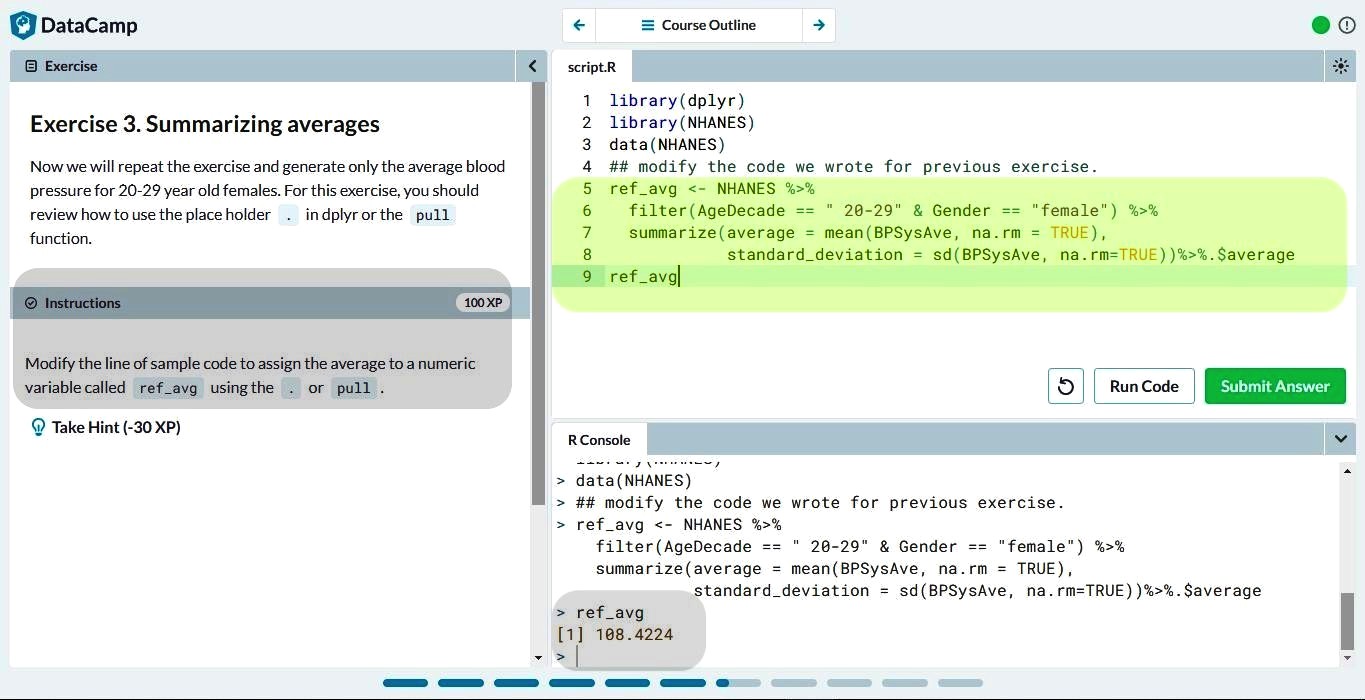 DataCamp
Course Outline
Exercise
Exercise 3. Summarizing averages
Now we will repeat the exercise and generate only the average blood
pressure for 20-29 year old females. For this exercise, you should
review how to use the place holder . in dplyr or the pull
function.
Instructions
100 XP
Modify the line of sample code to assign the average to a numeric
variable called ref_avg using the . or pull .
Take Hint (-30 XP)
script.R
1 library(dplyr)
2 library(NHANES)
3 data(NHANES)
4 ## modify the code we wrote for previous exercise.
5 ref_avg <- NHANES %>%
6 filter(AgeDecade == " 20-29" & Gender == "female") %>%
7 summarize(average = mean(BPSysAve, na.rm = TRUE),
8 standard_deviation = sd(BPSysAve, na.rm=TRUE))%>%.$average
9 ref_avg
Run Code
Submit Answer
R Console
library(NHANES)
> data(NHANES)
> ## modify the code we wrote for previous exercise.
> ref_avg <- NHANES %>%
filter(AgeDecade == " 20-29" & Gender == "female") %>%
summarize(average = mean(BPSysAve, na.rm = TRUE),
standard_deviation = sd(BPSysAve, na.rm=TRUE))%>%.$average
> ref_avg
[1] 108.4224
>